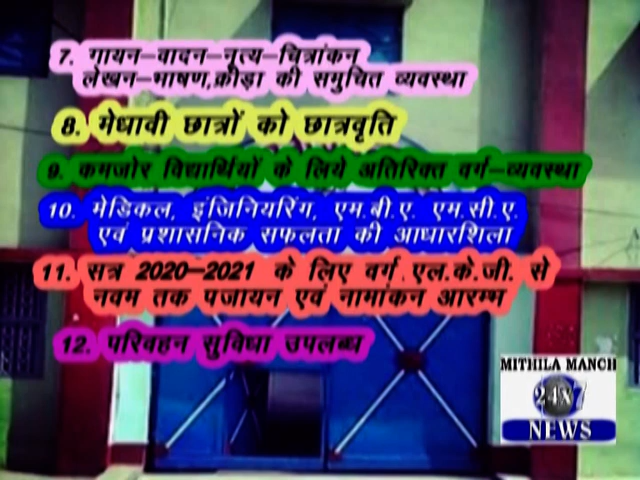 7. गायन–वादन–नृत्य–चित्रांकन
लेखन–भाषण,क्रीड़ा की समुचित व्यवस्था
8. मेधावी छात्रों को छात्रवृति
9. कमजोर विद्यार्थियों के लिये अतिरिक्त वर्ग–व्यवस्था
10. मेडिकल, इंजिनियरिंग, एम.बी.ए. एम.सी.ए.
एवं प्रशासनिक सफलता की आधारशिला
11. सत्र 2020–2021 के लिए वर्ग एल.के.जी. से
नवम तक पजायन एवं नामांकन आरम्भ
12. परिवहन सुविधा उपलब्ध
MITHILA MANCH
24X7
NEWS